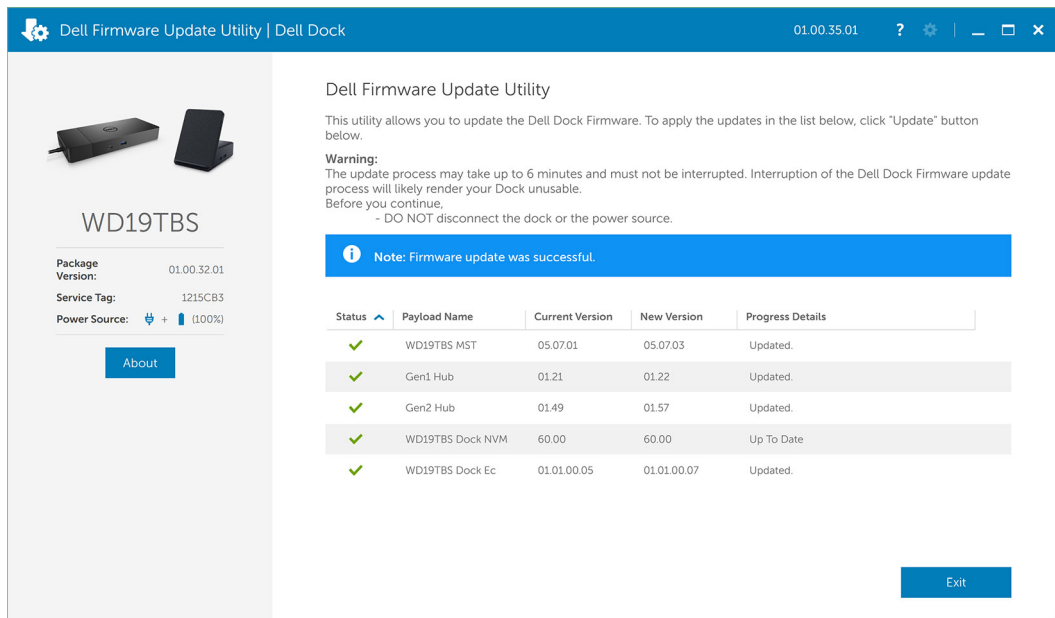 Dell Firmware Update Utility | Dell Dock
01.00.35.01
?
WD19TBS
Package Version: 01.00.32.01
Service Tag: 1215CB3
Power Source: + (100%)
About
Dell Firmware Update Utility
This utility allows you to update the Dell Dock Firmware. To apply the updates in the list below, click "Update" button
below.
Warning:
The update process may take up to 6 minutes and must not be interrupted. Interruption of the Dell Dock Firmware update
process will likely render your Dock unusable.
Before you continue,
- DO NOT disconnect the dock or the power source.
Note: Firmware update was successful.
Status Payload Name Current Version New Version Progress Details
WD19TBS MST 05.07.01 05.07.03 Updated.
Gen1 Hub 01.21 01.22 Updated.
Gen2 Hub 01.49 01.57 Updated.
WD19TBS Dock NVM 60.00 60.00 Up To Date
WD19TBS Dock Ec 01.01.00.05 01.01.00.07 Updated.
Exit